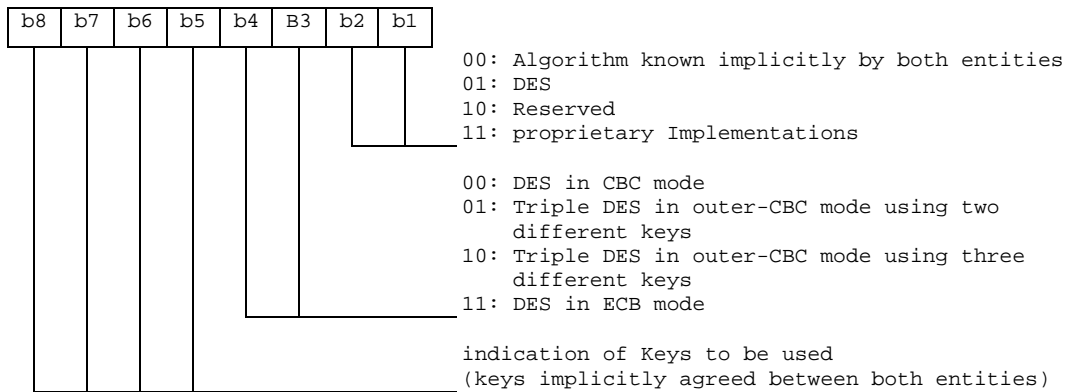 b8 b7 b6 b5 b4 B3 b2 b1
00: Algorithm known implicitly by both entities
01: DES
10: Reserved
11: proprietary Implementations
00: DES in CBC mode
01: Triple DES in outer-CBC mode using two
different keys
10: Triple DES in outer-CBC mode using three
different keys
11: DES in ECB mode
indication of Keys to be used
(keys implicitly agreed between both entities)